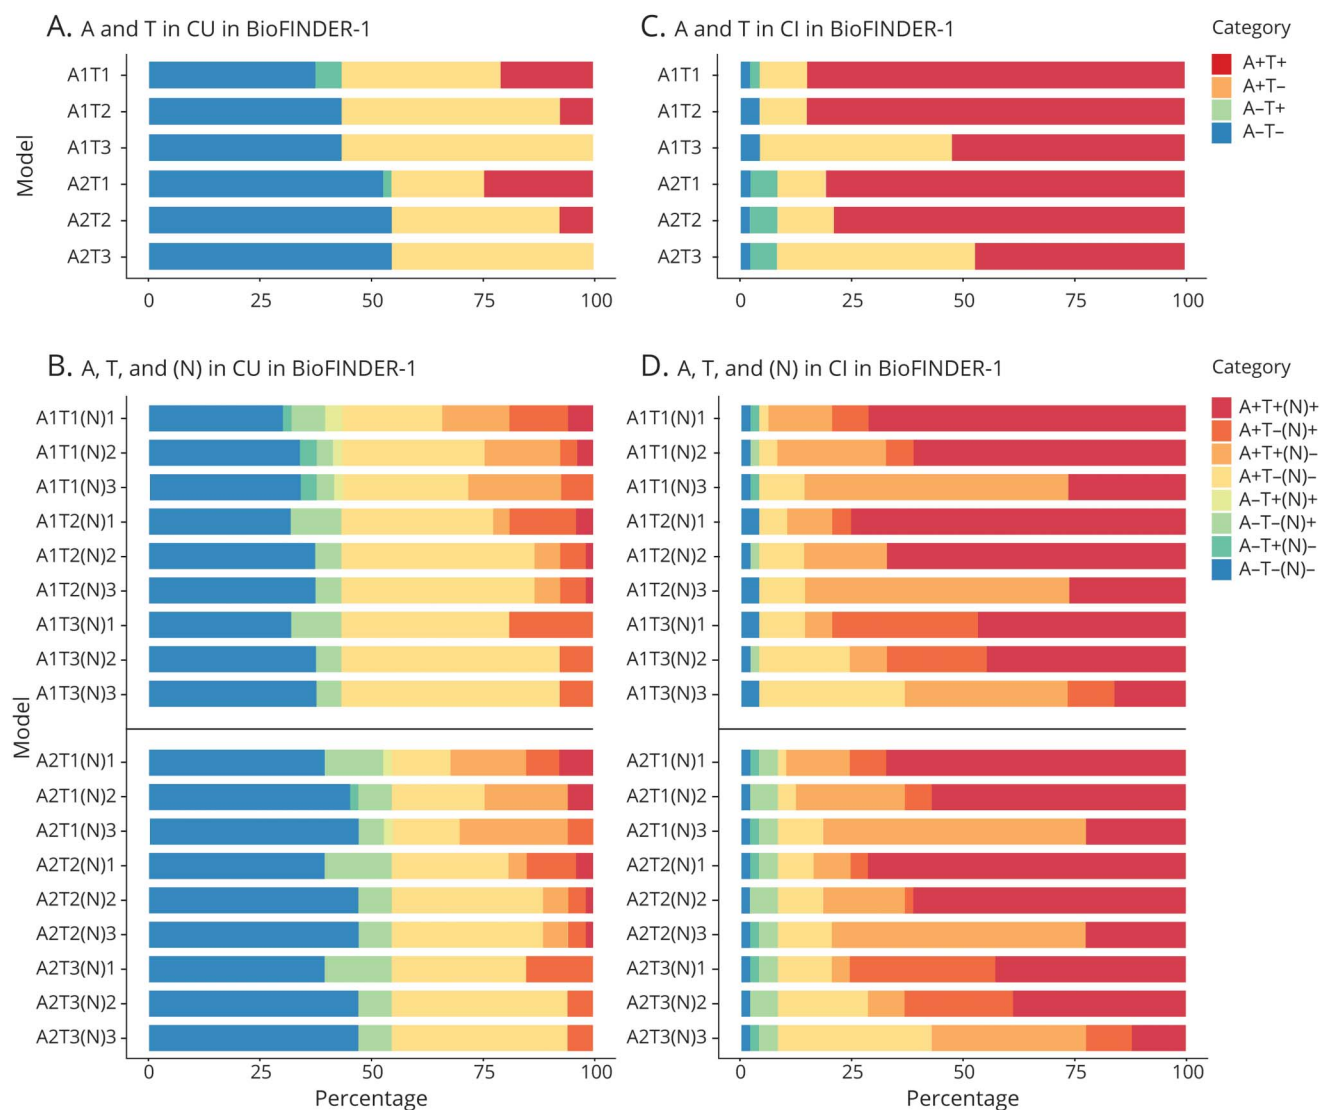 A. A and T in CU in BioFINDER-1
Model
A1T1
A1T2
A1T3
A2T1
A2T2
A2T3
0 25 50 75 100
C. A and T in CI in BioFINDER-1
A1T1
A1T2
A1T3
A2T1
A2T2
A2T3
0 25 50 75 100
Category
A+T+
A+T–
A–T+
A–T–
B. A, T, and (N) in CU in BioFINDER-1
Model
A1T1(N)1
A1T1(N)2
A1T1(N)3
A1T2(N)1
A1T2(N)2
A1T2(N)3
A1T3(N)1
A1T3(N)2
A1T3(N)3
A2T1(N)1
A2T1(N)2
A2T1(N)3
A2T2(N)1
A2T2(N)2
A2T2(N)3
A2T3(N)1
A2T3(N)2
A2T3(N)3
0 25 50 75 100
Percentage
D. A, T, and (N) in CI in BioFINDER-1
A1T1(N)1
A1T1(N)2
A1T1(N)3
A1T2(N)1
A1T2(N)2
A1T2(N)3
A1T3(N)1
A1T3(N)2
A1T3(N)3
A2T1(N)1
A2T1(N)2
A2T1(N)3
A2T2(N)1
A2T2(N)2
A2T2(N)3
A2T3(N)1
A2T3(N)2
A2T3(N)3
0 25 50 75 100
Percentage
Category
A+T+(N)+
A+T–(N)+
A+T+(N)–
A+T–(N)–
A–T+(N)+
A–T–(N)+
A–T+(N)–
A–T–(N)–